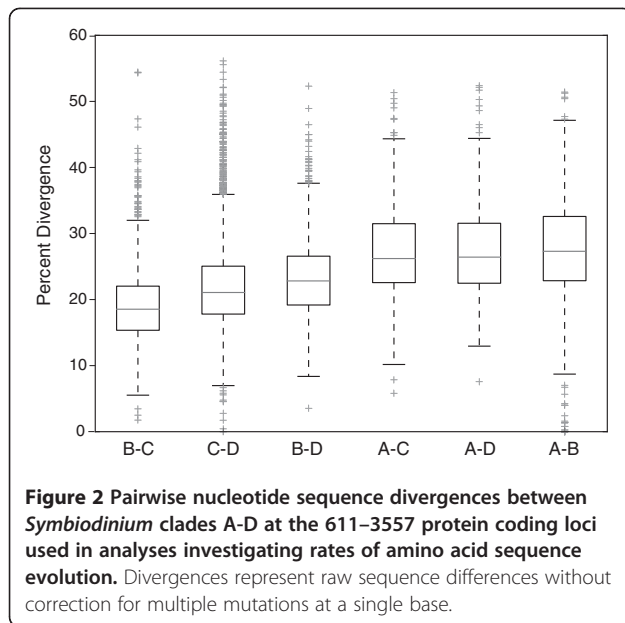 60
50
40
30
20
10
0
Percent Divergence
B-C C-D B-D A-C A-D A-B
Figure 2 Pairwise nucleotide sequence divergences between
Symbiodinium clades A-D at the 611–3557 protein coding loci
used in analyses investigating rates of amino acid sequence
evolution. Divergences represent raw sequence differences without
correction for multiple mutations at a single base.